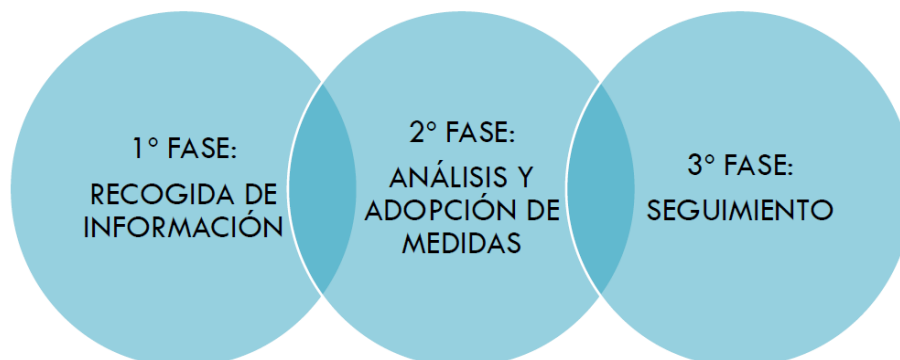 1° FASE:
RECOGIDA DE
INFORMACIÓN
2° FASE:
ANÁLISIS Y
ADOPCIÓN DE
MEDIDAS
3° FASE:
SEGUIMIENTO